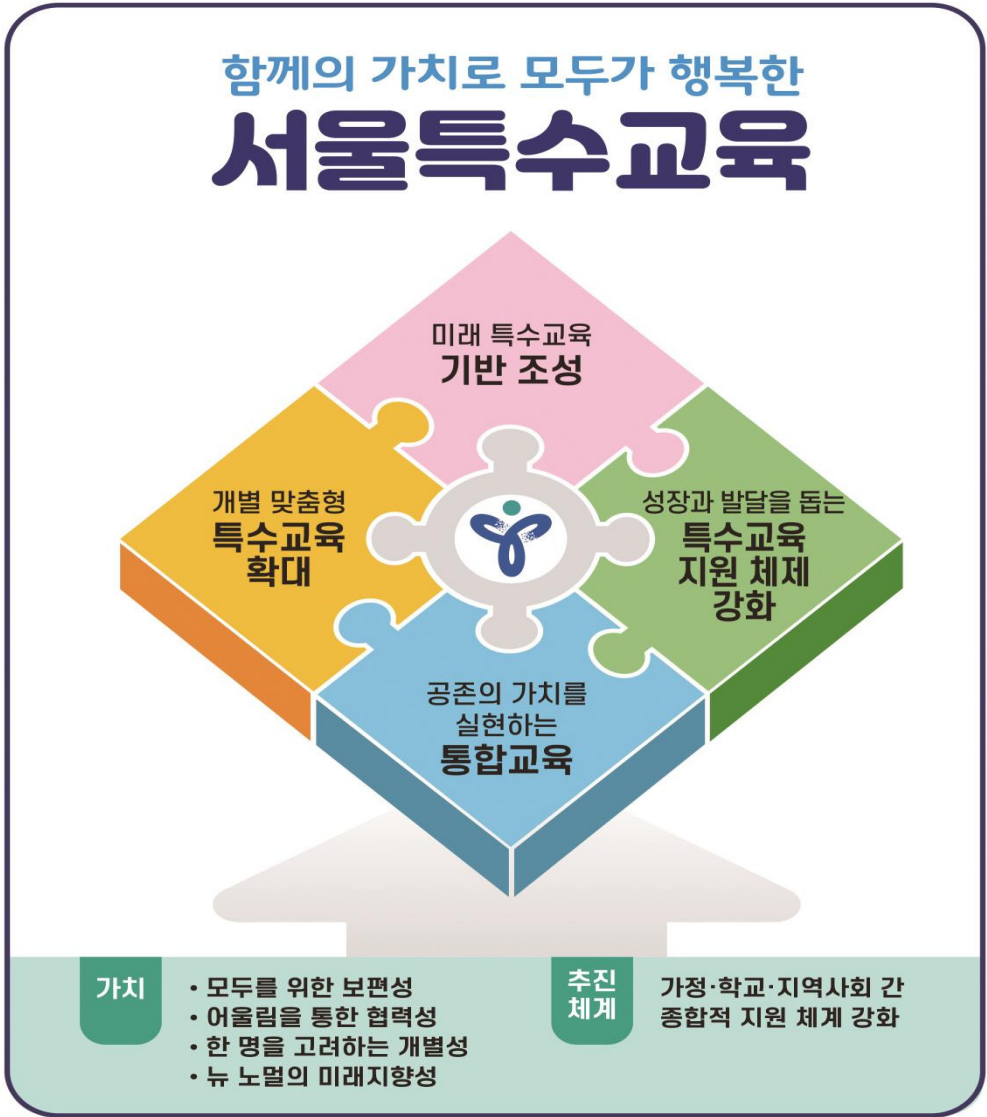 함께의 가치로 모두가 행복한
서울특수교육
미래 특수교육
기반 조성
개별 맞춤형
특수교육
확대
성장과 발달을 돕는
특수교육
지원 체제
강화
공존의 가치를
실현하는
통합교육
가치
• 모두를 위한 보편성
• 어울림을 통한 협력성
• 한 명을 고려하는 개별성
• 뉴 노멀의 미래지향성
추진
체계
가정·학교·지역사회 간
종합적 지원 체계 강화